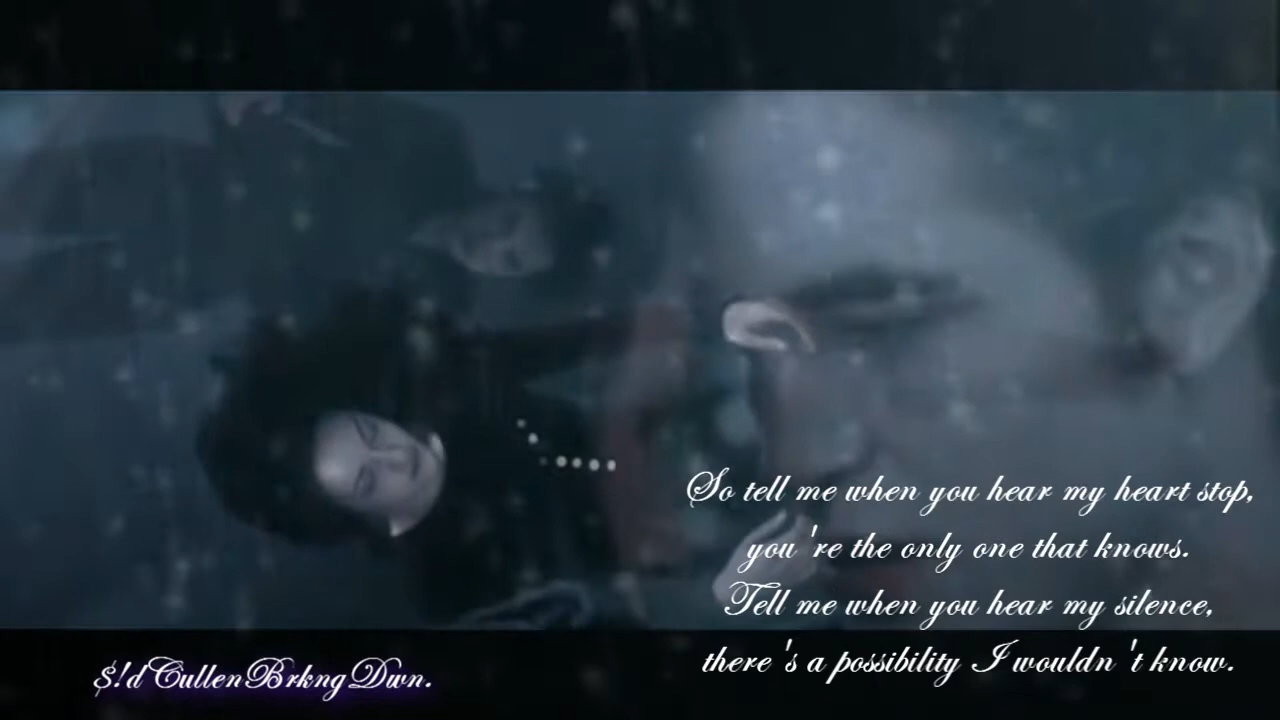 So tell me when you hear my heart stop,
you 're the only one that knows.
Tell me when you hear my silence,
there 's a possibility I wouldn 't know.
$!dCullenBrkngDwn.